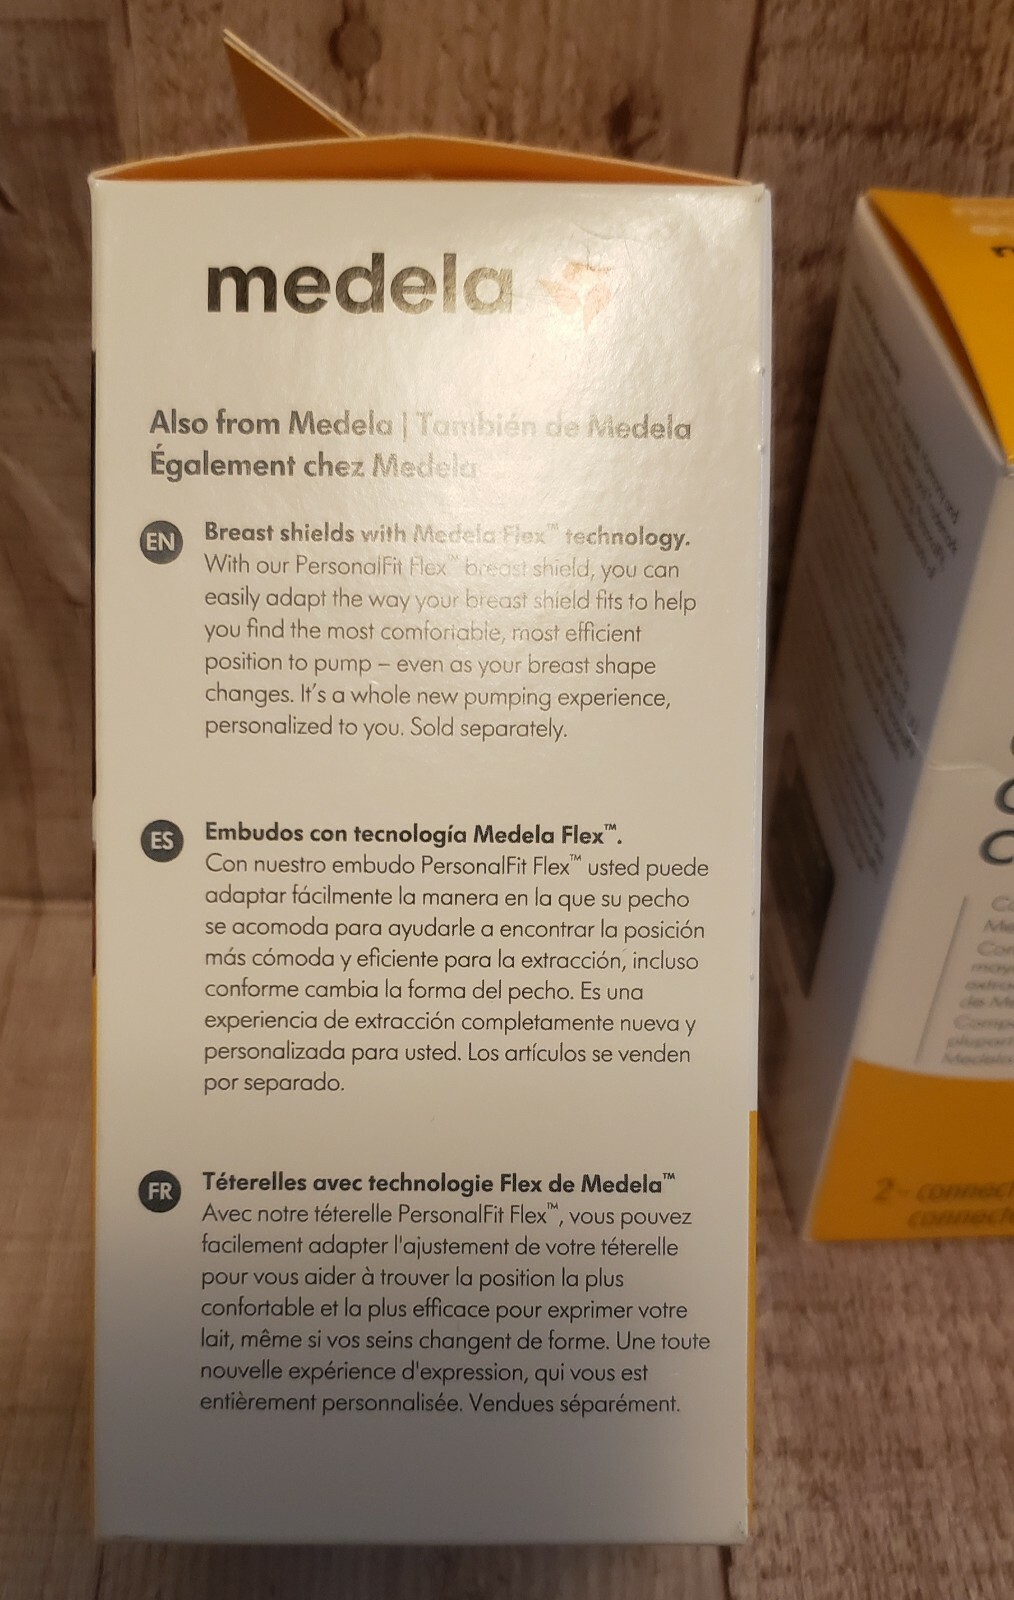 medela
Also from Medela | También de Medela
Également chez Medela
EN
Breast shields with Medela Flex™ technology.
With our PersonalFit Flex™ breast shield, you can
easily adapt the way your breast shield fits to help
you find the most comfortable, most efficient
position to pump – even as your breast shape
changes. It's a whole new pumping experience,
personalized to you. Sold separately.
ES
Embudos con tecnología Medela Flex™.
Con nuestro embudo PersonalFit Flex™ usted puede
adaptar fácilmente la manera en la que su pecho
se acomoda para ayudarle a encontrar la posición
más cómoda y eficiente para la extracción, incluso
conforme cambia la forma del pecho. Es una
experiencia de extracción completamente nueva y
personalizada para usted. Los artículos se venden
por separado.
FR
Téterelles avec technologie Flex de Medela™
Avec notre téterelle PersonalFit Flex™, vous pouvez
facilement adapter l'ajustement de votre téterelle
pour vous aider à trouver la position la plus
confortable et la plus efficace pour exprimer votre
lait, même si vos seins changent de forme. Une toute
nouvelle expérience d'expression, qui vous est
entièrement personnalisée. Vendues séparément.
de Me
Medela
2 - connec
connect